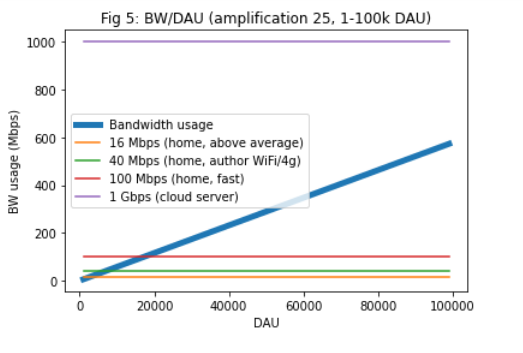 Fig 5: BW/DAU (amplification 25, 1-100k DAU)
1000
800
600
400
200
0
BW usage (Mbps)
Bandwidth usage
16 Mbps (home, above average)
40 Mbps (home, author WiFi/4g)
100 Mbps (home, fast)
1 Gbps (cloud server)
0 20000 40000 60000 80000 100000
DAU